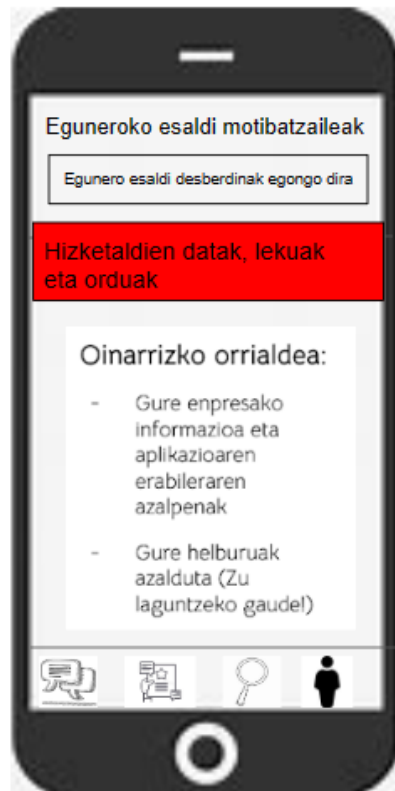 Eguneroko esaldi motibatzaileak
Egunero esaldi desberdinak egongo dira
Hizketaldien datak, lekuak
eta orduak
Oinarrizko orrialdea:
- Gure enpresako
informazioa eta
aplikazioaren
erabileraren
azalpenak
- Gure helburuak
azalduta (Zu
laguntzeko gaude!)